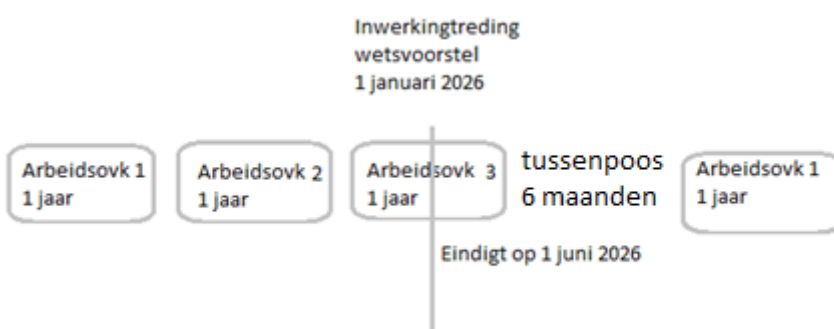 Inwerkingtreding
wetsvoorstel
1 januari 2026
Arbeidsovk 1
1 jaar
Arbeidsovk 2
1 jaar
Arbeidsovk 3
1 jaar
tussenpoos
6 maanden
Arbeidsovk 1
1 jaar
Eindigt op 1 juni 2026